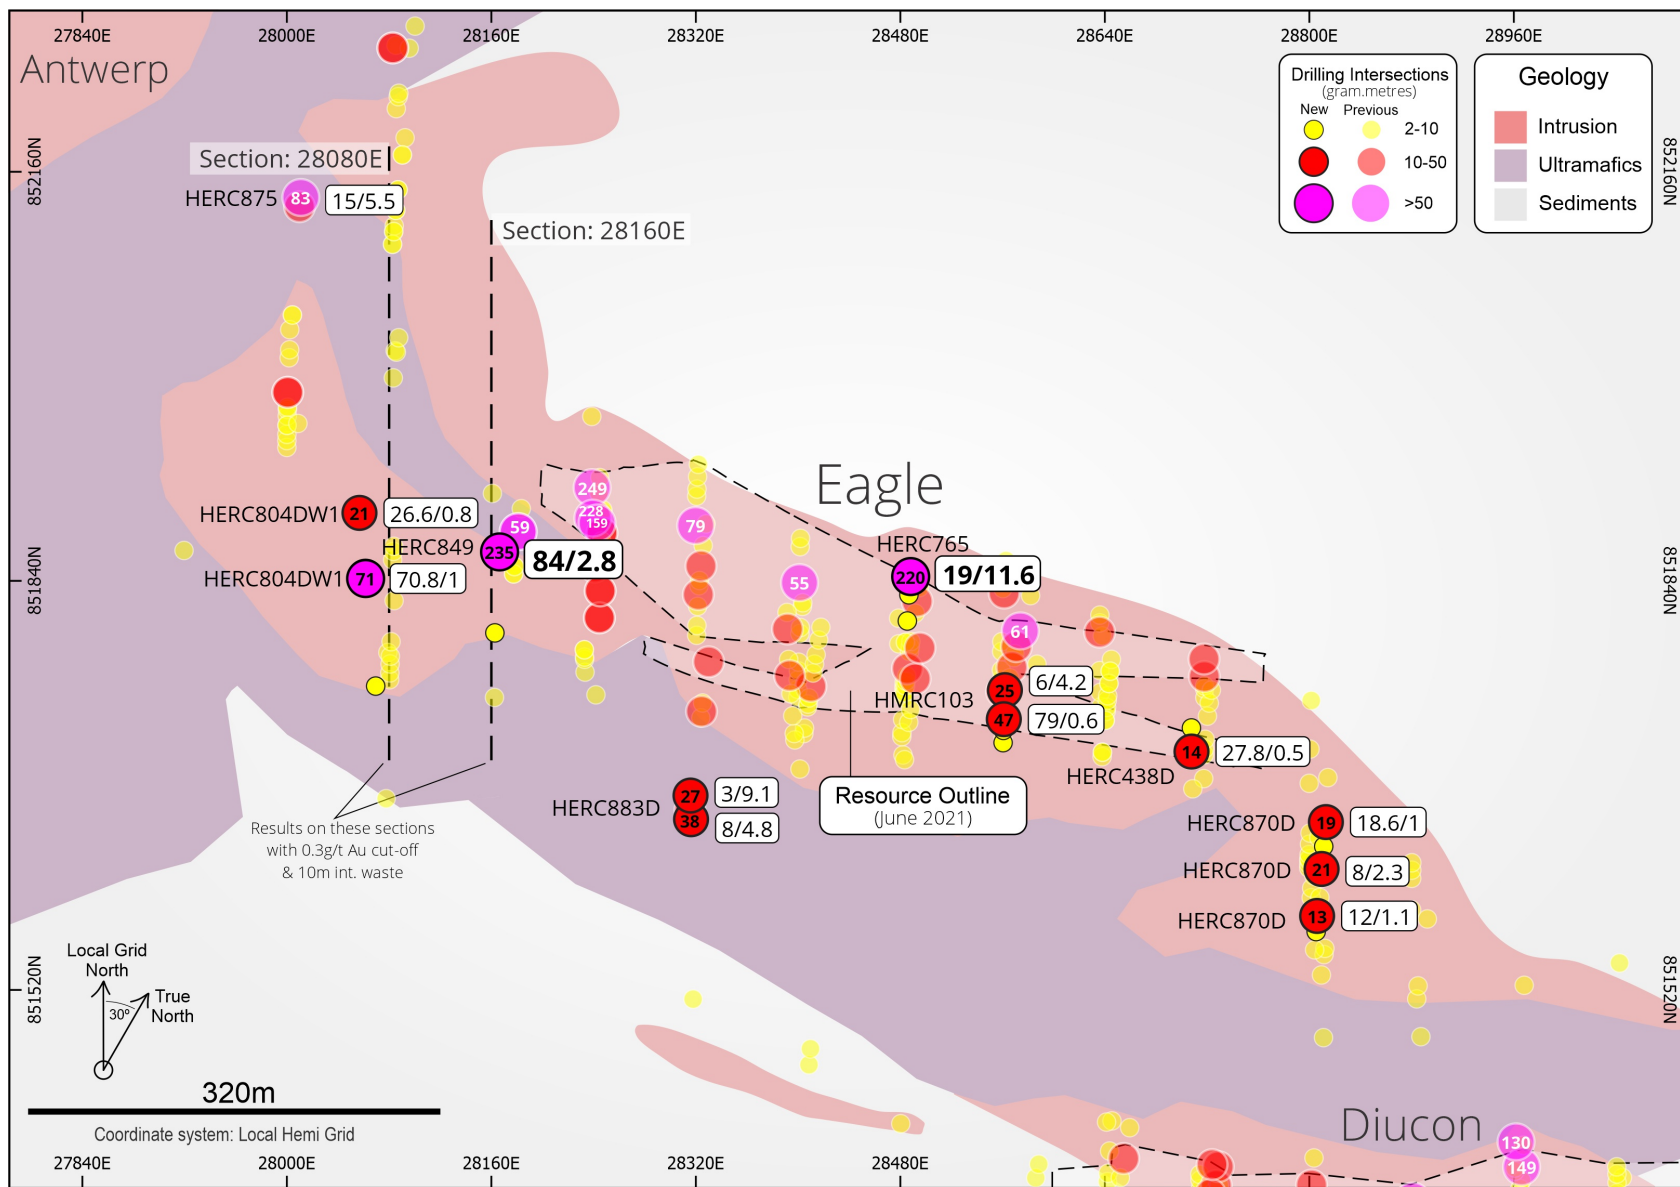 27840E
28000E
28160E
28320E
28480E
28640E
28800E
28960E
Antwerp
Drilling Intersections
(gram.metres)
New
Previous
2-10
10-50
>50
Geology
Intrusion
Ultramafics
Sediments
852160N
852160N
Section: 28080E
HERC875
83
15/5.5
Section: 28160E
Eagle
249
228
159
79
59
55
61
HERC804DW1
21
26.6/0.8
HERC849
235
84/2.8
HERC804DW1
71
70.8/1
HERC765
220
19/11.6
851840N
851840N
25
6/4.2
HMRC103
47
79/0.6
14
27.8/0.5
HERC438D
HERC883D
27
3/9.1
38
8/4.8
Resource Outline
(June 2021)
HERC870D
19
18.6/1
HERC870D
21
8/2.3
HERC870D
13
12/1.1
Results on these sections
with 0.3g/t Au cut-off
& 10m int. waste
Local Grid
North
True
North
30º
851520N
851520N
320m
Coordinate system: Local Hemi Grid
Diucon
130
149
27840E
28000E
28160E
28320E
28480E
28640E
28800E
28960E